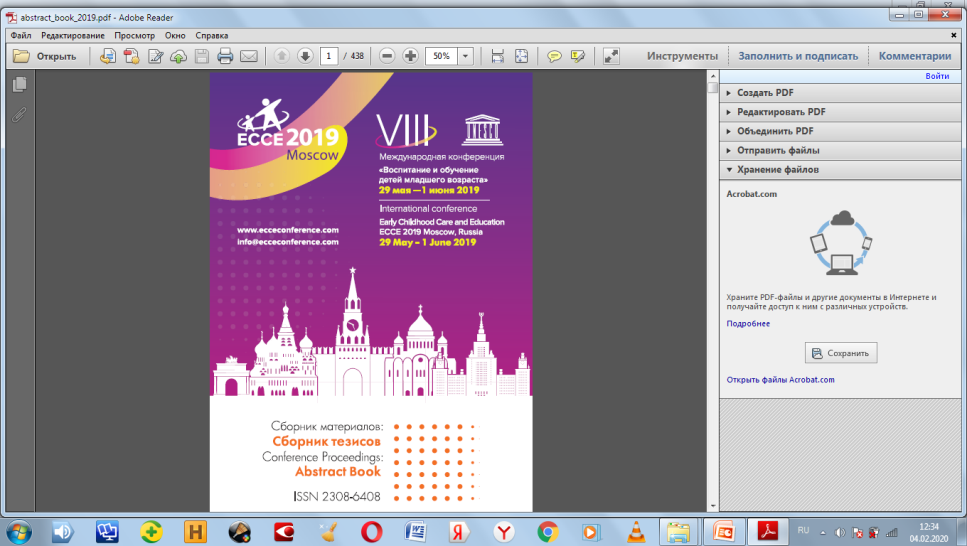 abstract_book_2019.pdf - Adobe Reader
Файл Редактирование Просмотр Окно Справка
Открыть 1 / 438 50% Инструменты Заполнить и подписать Комментарии
Войти
Создать PDF
Редактировать PDF
Объединить PDF
Отправить файлы
Хранение файлов
Acrobat.com
Храните PDF-файлы и другие документы в Интернете и
получайте доступ к ним с различных устройств.
Подробнее
Сохранить
Открыть файлы Acrobat.com
ECCE 2019
Moscow
VIII
Международная конференция
«Воспитание и обучение
детей младшего возраста»
29 мая — 1 июня 2019
International conference
Early Childhood Care and Education
ECCE 2019 Moscow, Russia
29 May – 1 June 2019
www.ecceconference.com
info@ecceconference.com
Сборник материалов:
Сборник тезисов
Conference Proceedings:
Abstract Book
ISSN 2308-6408
RU
12:34
04.02.2020